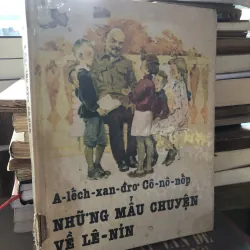 A-lếch-xan-đrơ Cô-nô-nốp
NHỮNG MẨU CHUYỆN
VỀ LÊ-NIN